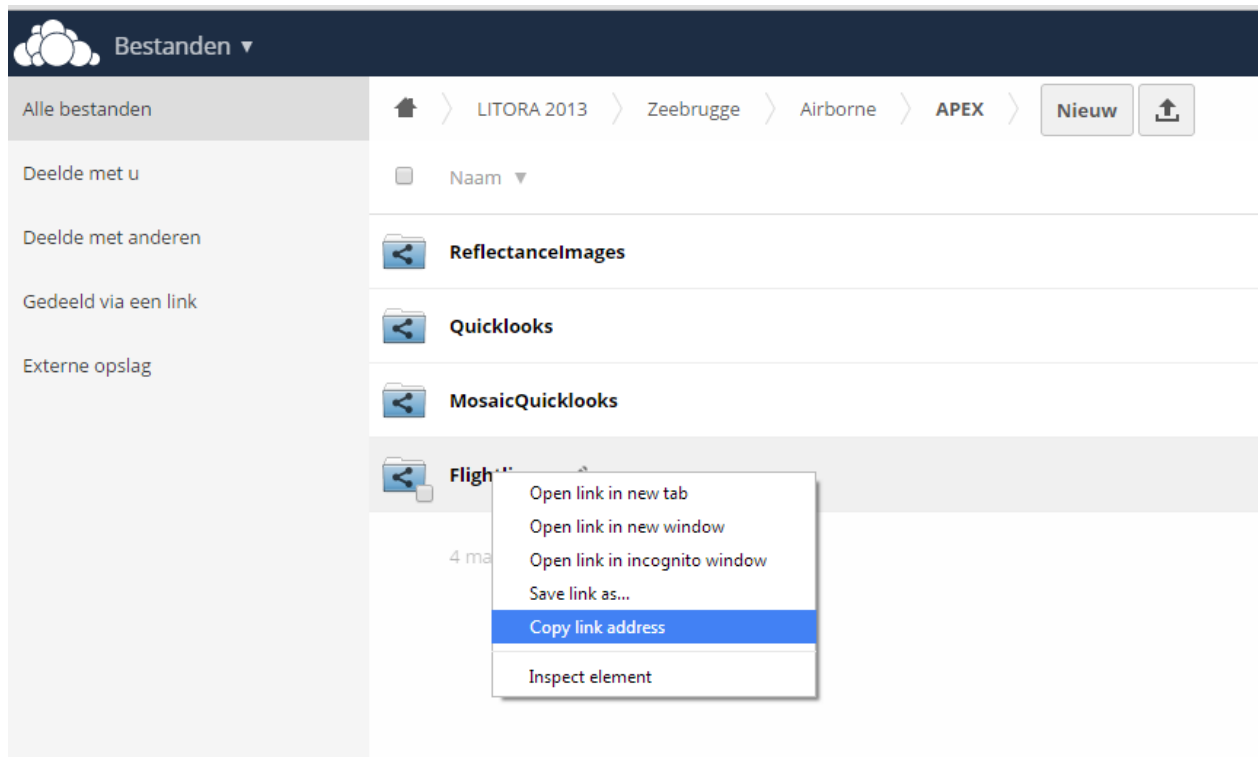 Bestanden ▼
Alle bestanden
Deelde met u
Deelde met anderen
Gedeeld via een link
Externe opslag
LITORA 2013 Zeebrugge Airborne APEX Nieuw
Naam ▼
ReflectanceImages
Quicklooks
MosaicQuicklooks
Open link in new tab
Open link in new window
4
Open link in incognito window
Save link as...
Copy link address
Inspect element